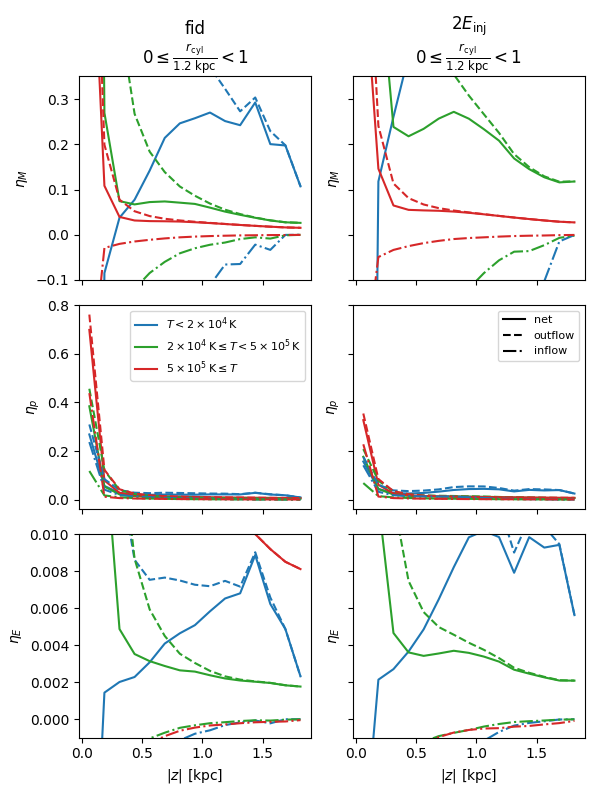 fid
0 ≤ r_cyl / 1.2 kpc < 1
2E_inj
0 ≤ r_cyl / 1.2 kpc < 1
η_M
0.3
0.2
0.1
0.0
−0.1
η_M
η_p
0.8
0.6
0.4
0.2
0.0
T < 2 × 10^4 K
2 × 10^4 K ≤ T < 5 × 10^5 K
5 × 10^5 K ≤ T
η_p
net
outflow
inflow
η_E
0.010
0.008
0.006
0.004
0.002
0.000
0.0 0.5 1.0 1.5
|z| [kpc]
η_E
0.0 0.5 1.0 1.5
|z| [kpc]